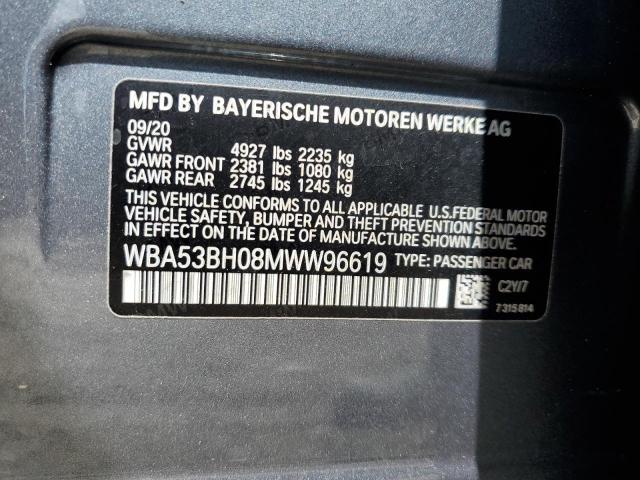 MFD BY BAYERISCHE MOTOREN WERKE AG
09/20
GVWR 4927 lbs 2235 kg
GAWR FRONT 2381 lbs 1080 kg
GAWR REAR 2745 lbs 1245 kg
THIS VEHICLE CONFORMS TO ALL APPLICABLE U.S.FEDERAL MOTOR
VEHICLE SAFETY, BUMPER AND THEFT PREVENTION STANDARDS
IN EFFECT ON THE DATE OF MANUFACTURE SHOWN ABOVE.
WBA53BH08MWW96619 TYPE: PASSENGER CAR
C2Y/7
7315814